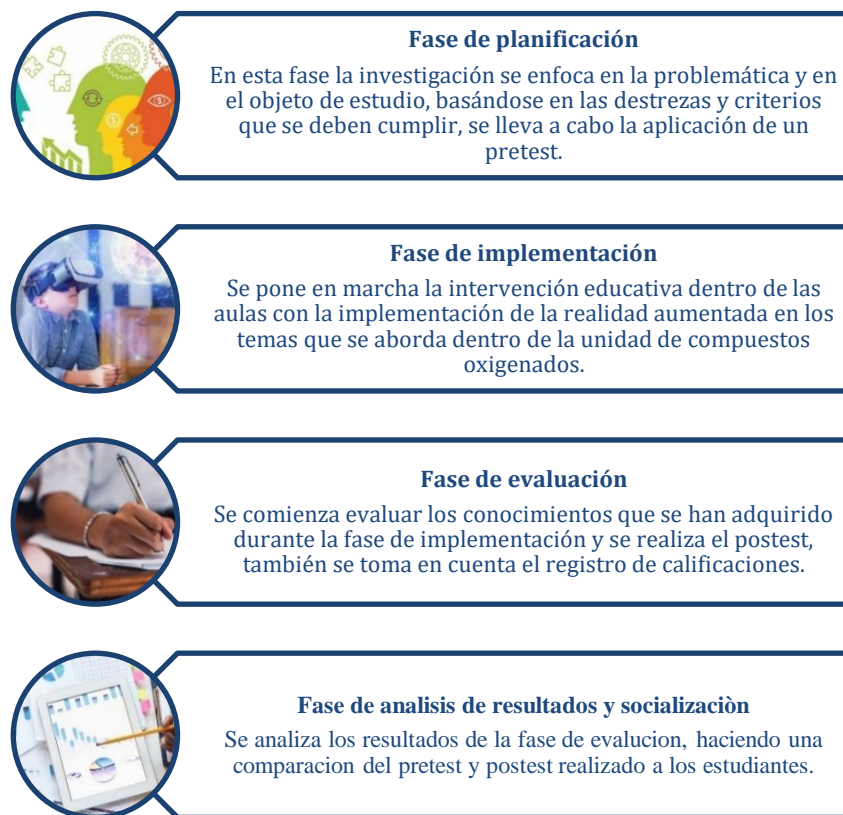 Fase de planificación
En esta fase la investigación se enfoca en la problemática y en
el objeto de estudio, basándose en las destrezas y criterios
que se deben cumplir, se lleva a cabo la aplicación de un
pretest.
Fase de implementación
Se pone en marcha la intervención educativa dentro de las
aulas con la implementación de la realidad aumentada en los
temas que se aborda dentro de la unidad de compuestos
oxigenados.
Fase de evaluación
Se comienza evaluar los conocimientos que se han adquirido
durante la fase de implementación y se realiza el postest,
también se toma en cuenta el registro de calificaciones.
Fase de analisis de resultados y socializaciòn
Se analiza los resultados de la fase de evalucion, haciendo una
comparacion del pretest y postest realizado a los estudiantes.